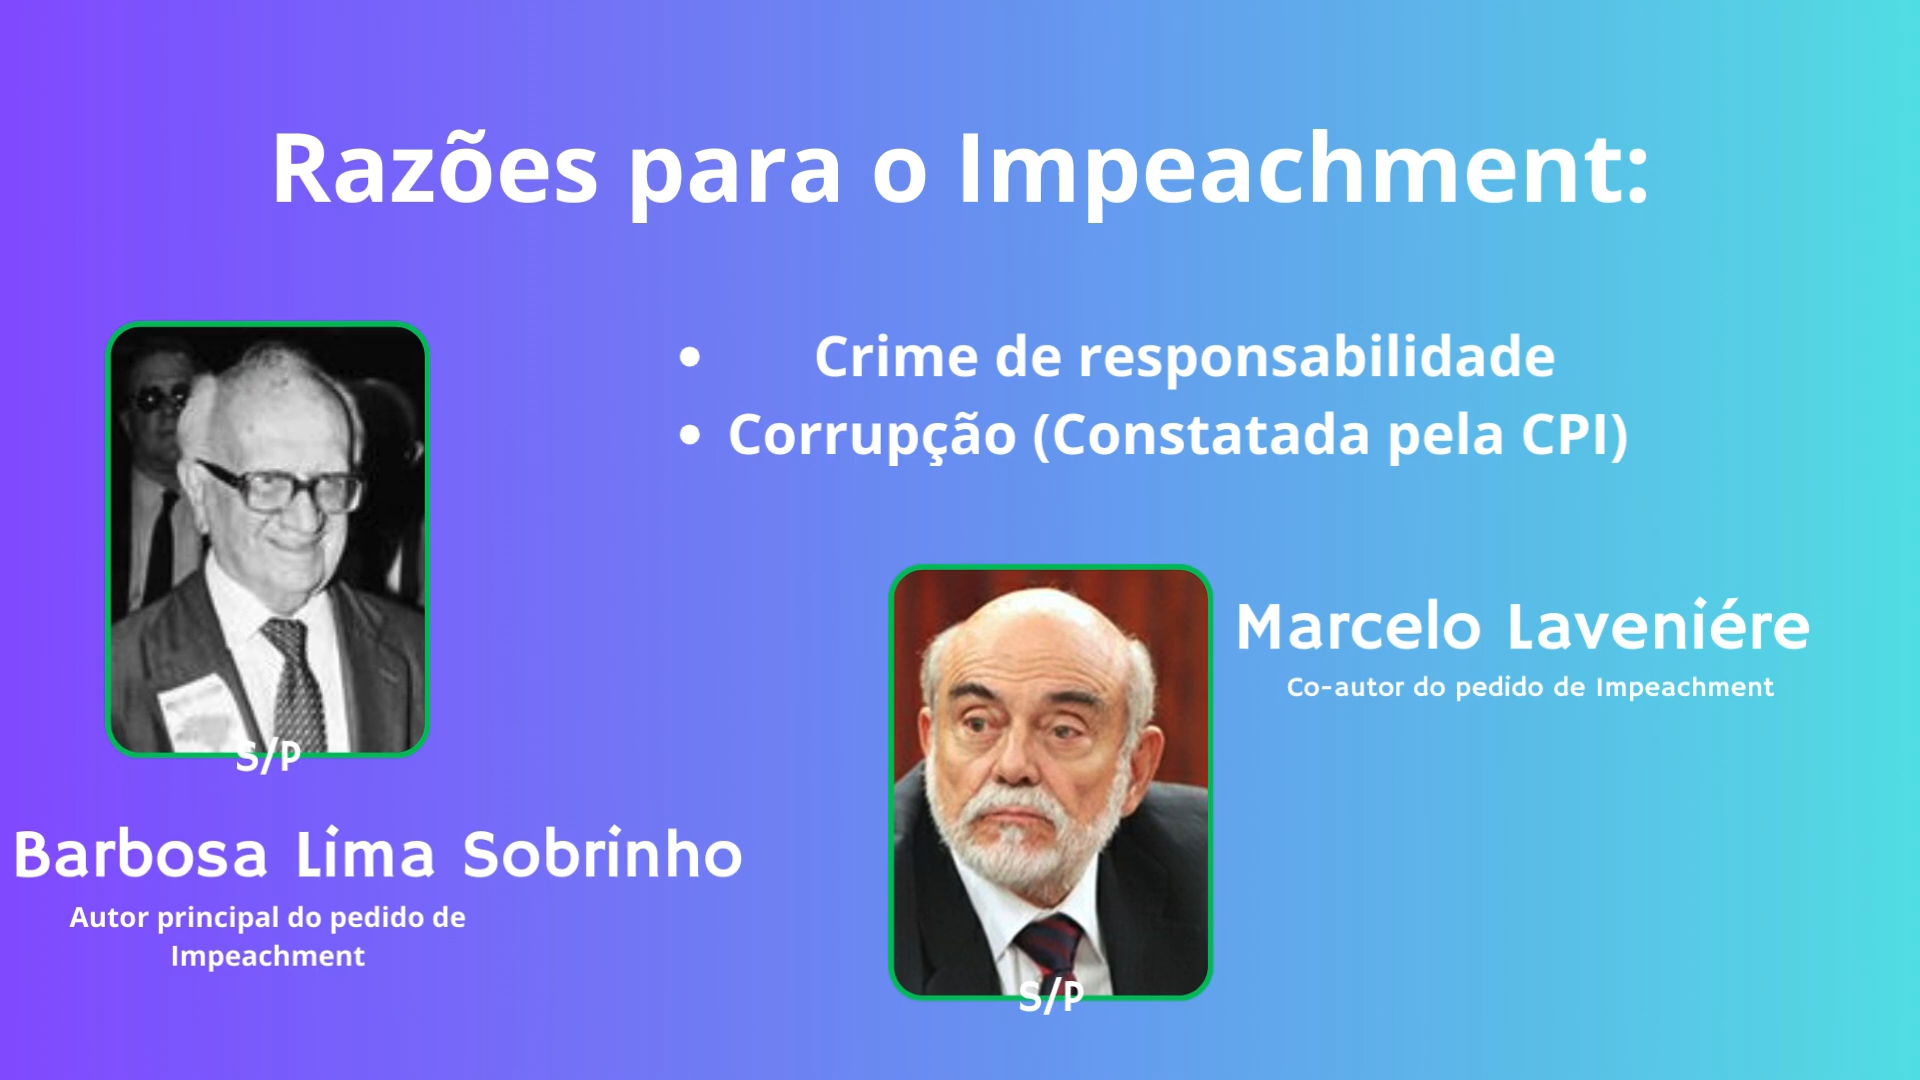 Razões para o Impeachment:
• Crime de responsabilidade
• Corrupção (Constatada pela CPI)
S/P
Barbosa Lima Sobrinho
Autor principal do pedido de
Impeachment
Marcelo Laveniére
Co-autor do pedido de Impeachment
S/P